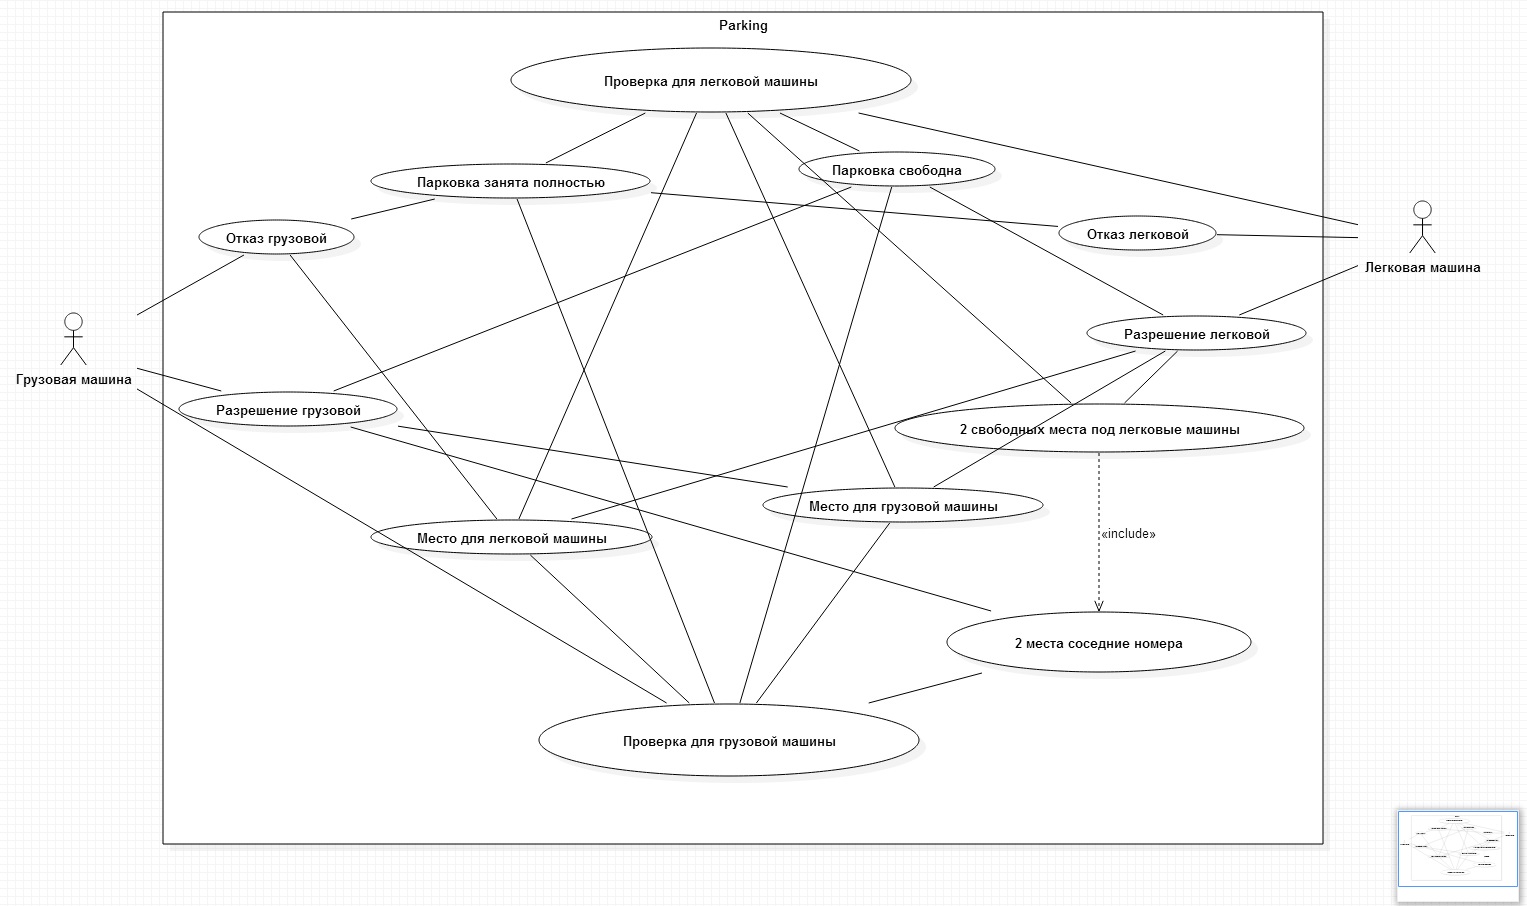 Parking
Проверка для легковой машины
Парковка свободна
Парковка занята полностью
Отказ грузовой
Отказ легковой
Легковая машина
Разрешение легковой
Грузовая машина
Разрешение грузовой
2 свободных места под легковые машины
Место для грузовой машины
Место для легковой машины
«include»
2 места соседние номера
Проверка для грузовой машины